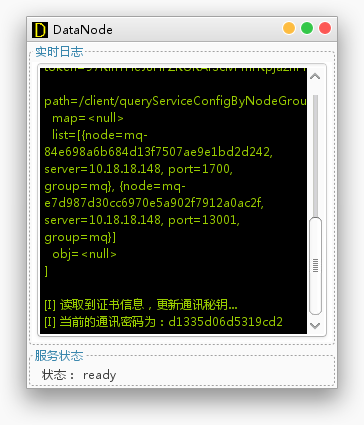 DataNode
实时日志
path=/client/queryServiceConfigByNodeGrou
map=<null>
list=[{node=mq-
84e698a6b684d13f7507ae9e1bd2d242,
server=10.18.18.148, port=1700,
group=mq}, {node=mq-
e7d987d30cc6970e5a902f7912a0ac2f,
server=10.18.18.148, port=13001,
group=mq}]
obj=<null>
]
[I] 读取到证书信息，更新通讯秘钥...
[I] 当前的通讯密码为：d1335d06d5319cd2
服务状态
状态： ready